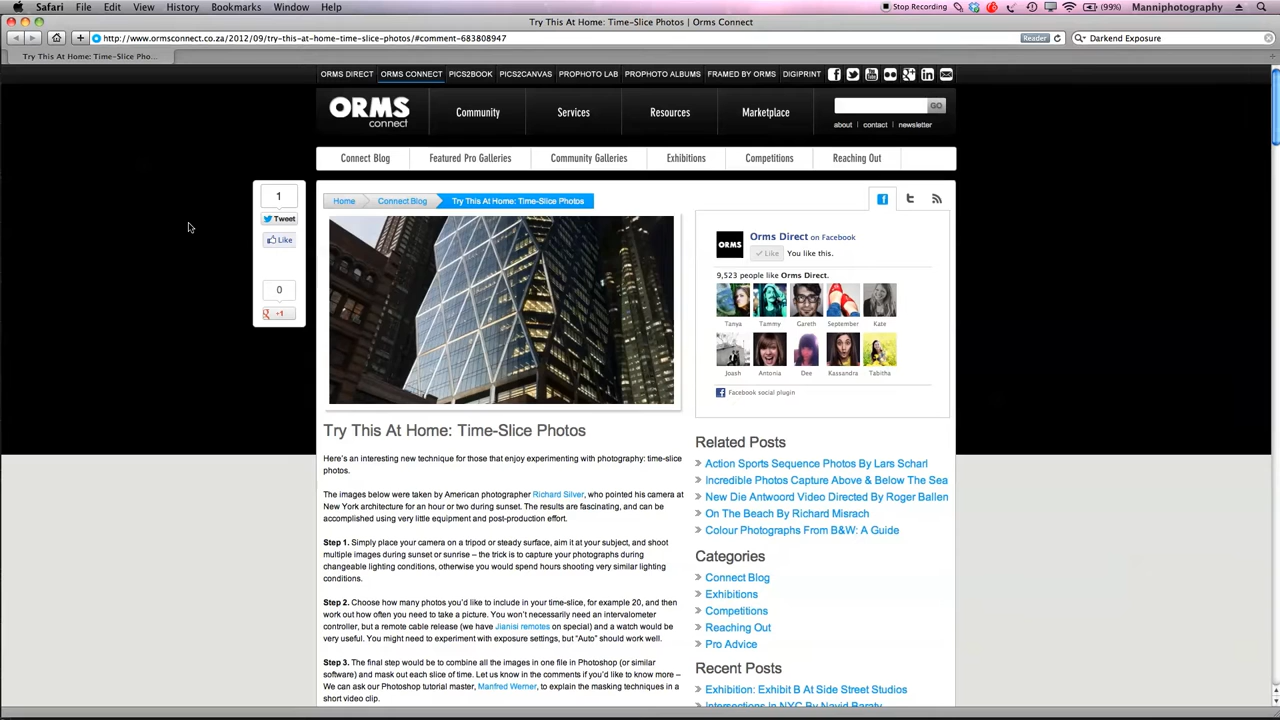 Safari File Edit View History Bookmarks Window Help Stop Recording (99%) Manniphotography
Try This At Home: Time-Slice Photos | Orms Connect
http://www.ormsconnect.co.za/2012/09/try-this-at-home-time-slice-photos/#comment-683808947 Reader Darkend Exposure
Try This At Home: Time-Slice Pho...
ORMS DIRECT ORMS CONNECT PICS2BOOK PICS2CANVAS PROPHOTO LAB PROPHOTO ALBUMS FRAMED BY ORMS DIGIPRINT
ORMS connect
Community Services Resources Marketplace
GO
about | contact | newsletter
Connect Blog Featured Pro Galleries Community Galleries Exhibitions Competitions Reaching Out
1
Tweet
Like
0
+1
Home Connect Blog Try This At Home: Time-Slice Photos
Try This At Home: Time-Slice Photos
Here's an interesting new technique for those that enjoy experimenting with photography: time-slice
photos.
The images below were taken by American photographer Richard Silver, who pointed his camera at
New York architecture for an hour or two during sunset. The results are fascinating, and can be
accomplished using very little equipment and post-production effort.
Step 1. Simply place your camera on a tripod or steady surface, aim it at your subject, and shoot
multiple images during sunset or sunrise – the trick is to capture your photographs during
changeable lighting conditions, otherwise you would spend hours shooting very similar lighting
conditions.
Step 2. Choose how many photos you'd like to include in your time-slice, for example 20, and then
work out how often you need to take a picture. You won't necessarily need an intervalometer
controller, but a remote cable release (we have Jianisi remotes on special) and a watch would be
very useful. You might need to experiment with exposure settings, but "Auto" should work well.
Step 3. The final step would be to combine all the images in one file in Photoshop (or similar
software) and mask out each slice of time. Let us know in the comments if you'd like to know more –
We can ask our Photoshop tutorial master, Manfred Werner, to explain the masking techniques in a
short video clip.
ORMS
Orms Direct on Facebook
Like You like this.
9,523 people like Orms Direct.
Tanya Tammy Gareth September Kate
Joash Antonia Dee Kassandra Tabitha
Facebook social plugin
Related Posts
Action Sports Sequence Photos By Lars Scharl
Incredible Photos Capture Above & Below The Sea
New Die Antwoord Video Directed By Roger Ballen
On The Beach By Richard Misrach
Colour Photographs From B&W: A Guide
Categories
Connect Blog
Exhibitions
Competitions
Reaching Out
Pro Advice
Recent Posts
Exhibition: Exhibit B At Side Street Studios
Intersections In NYC By Navid Baraty